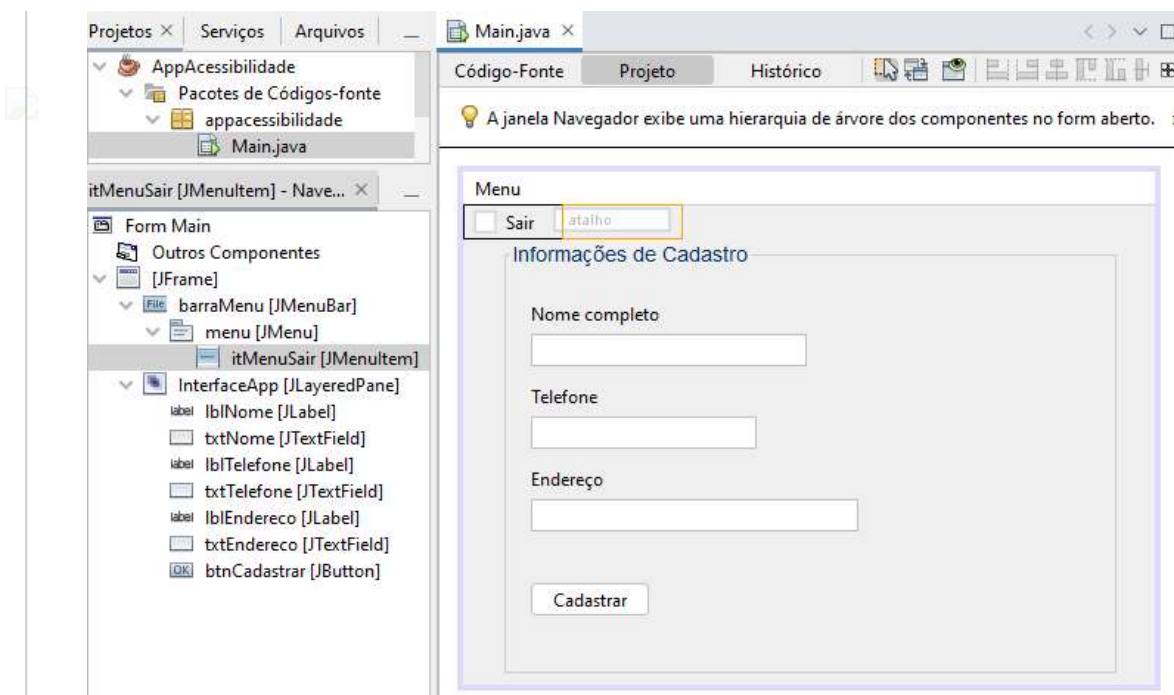 Projetos
Serviços
Arquivos
AppAcessibilidade
Pacotes de Códigos-fonte
appacessibilidade
Main.java
itMenuSair [JMenuItem] - Nave...
Form Main
Outros Componentes
[JFrame]
File barraMenu [JMenuBar]
menu [JMenu]
itMenuSair [JMenuItem]
InterfaceApp [JLayeredPane]
label lblNome [JLabel]
txtNome [JTextField]
label lblTelefone [JLabel]
txtTelefone [JTextField]
label lblEndereco [JLabel]
txtEndereco [JTextField]
OK btnCadastrar [JButton]
Main.java
Código-Fonte
Projeto
Histórico
A janela Navegador exibe uma hierarquia de árvore dos componentes no form aberto.
Menu
Sair atalho
Informações de Cadastro
Nome completo
Telefone
Endereço
Cadastrar